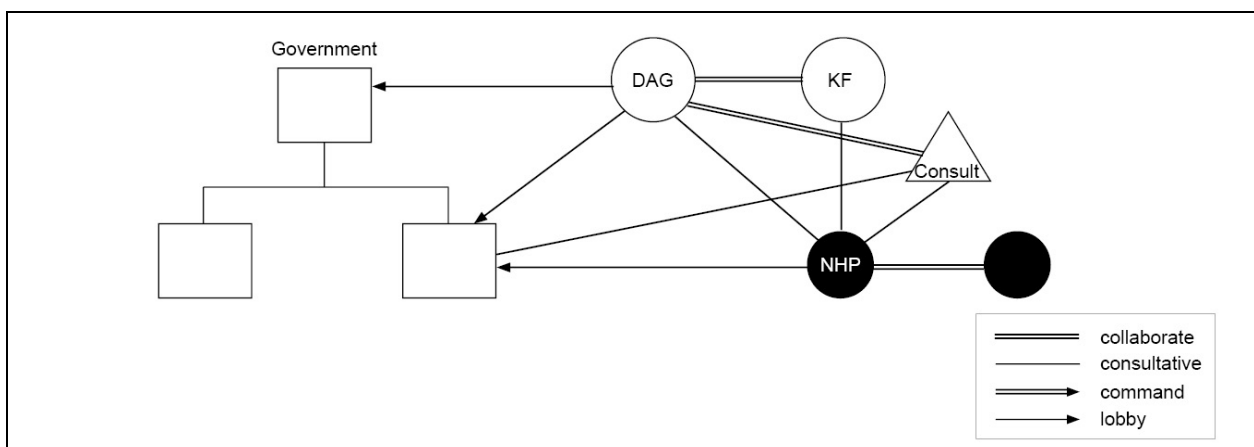 Government
DAG
KF
Consult
NHP
collaborate
consultative
command
lobby